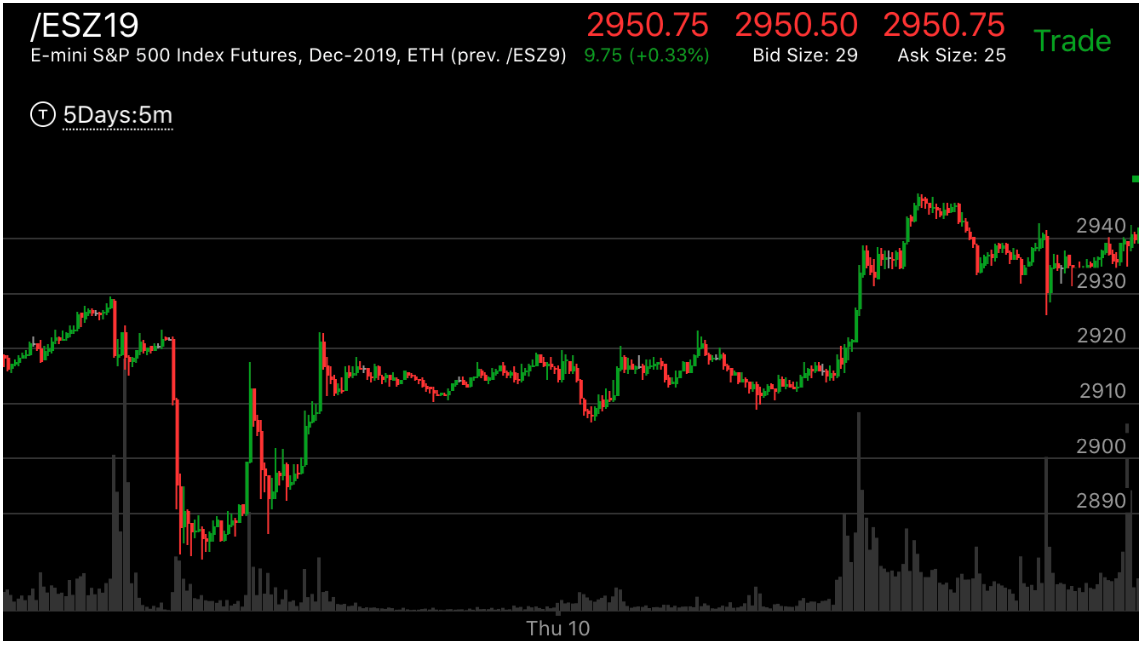 /ESZ19 2950.75 2950.50 2950.75 Trade
E-mini S&P 500 Index Futures, Dec-2019, ETH (prev. /ESZ9) 9.75 (+0.33%) Bid Size: 29 Ask Size: 25
T 5Days:5m
2940
2930
2920
2910
2900
2890
Thu 10